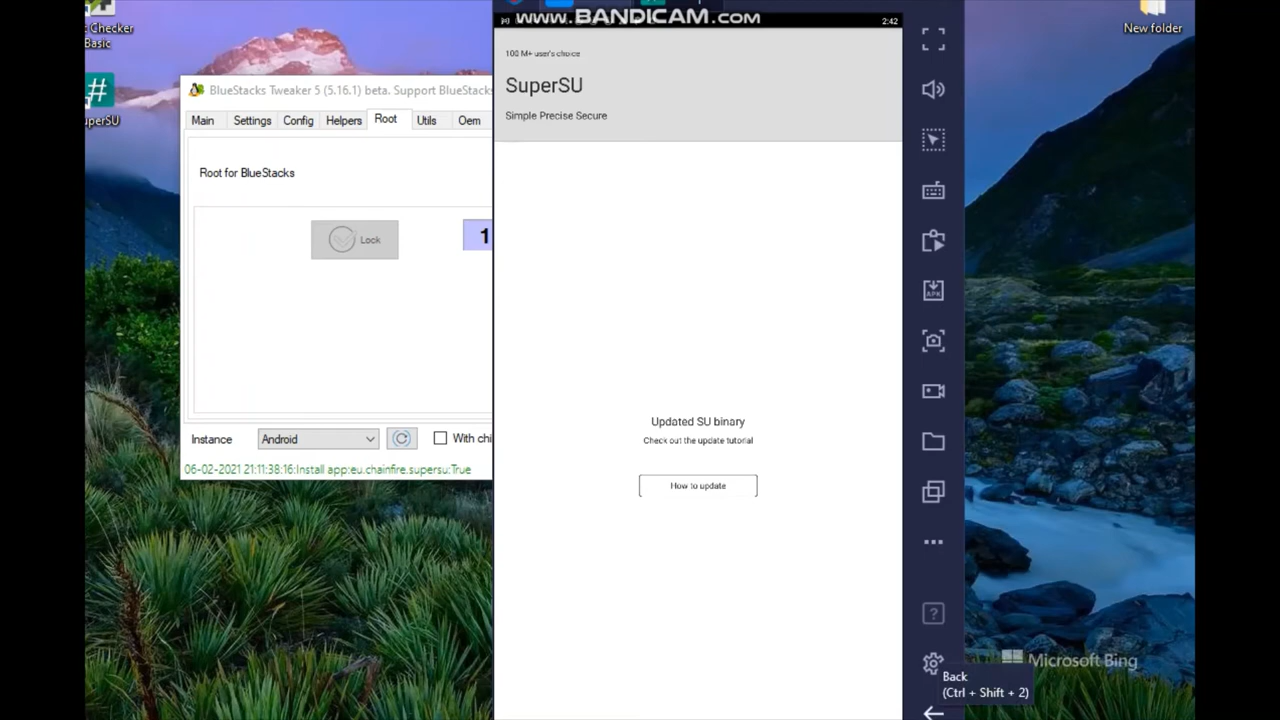 Checker
Basic
uperSU
www.BANDICAM.com
2:42
New folder
BlueStacks Tweaker 5 (5.16.1) beta. Support BlueStacks
Main
Settings
Config
Helpers
Root
Utils
Oem
Root for BlueStacks
Lock
1
Instance
Android
With chi
06-02-2021 21:11:38:16:Install app:eu.chainfire.supersu:True
100 M+ user's choice
SuperSU
Simple Precise Secure
Updated SU binary
Check out the update tutorial
How to update
APK
Back
(Ctrl + Shift + 2)
Microsoft Bing